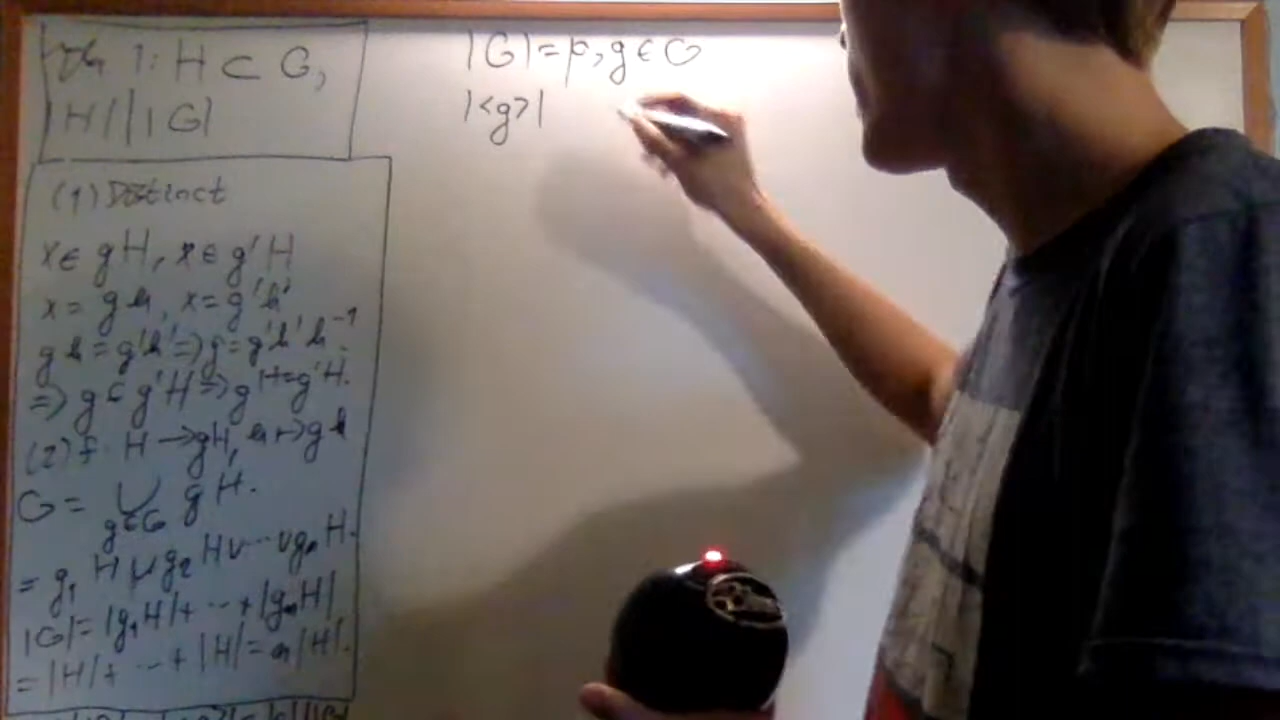 Th 1: H ⊂ G,
|H| | |G|
(1) Distinct
x ∈ gH, x ∈ g'H
x = gh, x = g'h'
gh = g'h' => g = g'h'h⁻¹.
=> g ∈ g'H => gH = g'H.
(2) f: H → gH, h ↦ gh
G = ∪ gH.
g∈G
= g₁H ∪ g₂H ∪ ··· ∪ gₙH.
|G| = |g₁H| + ··· + |gₙH|
= |H| + ··· + |H| = n|H|.
|G| = p, g ∈ G
|<g>|